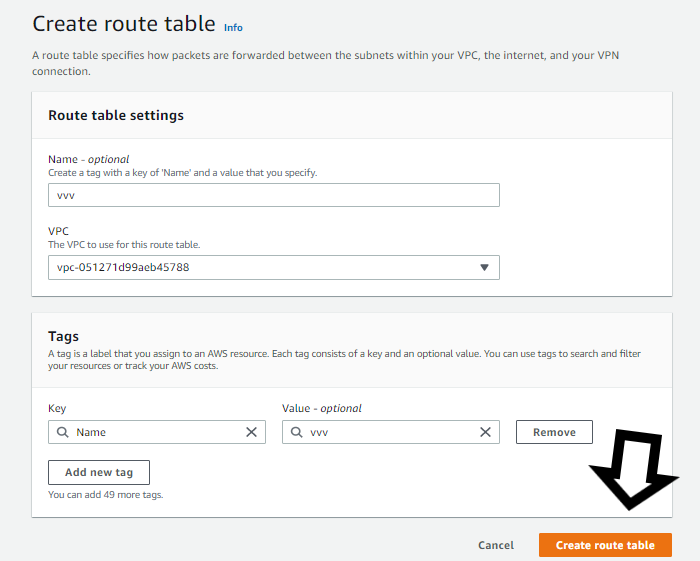 Create route table Info
A route table specifies how packets are forwarded between the subnets within your VPC, the internet, and your VPN
connection.
Route table settings
Name - optional
Create a tag with a key of 'Name' and a value that you specify.
vvv
VPC
The VPC to use for this route table.
vpc-051271d99aeb45788
Tags
A tag is a label that you assign to an AWS resource. Each tag consists of a key and an optional value. You can use tags to search and filter
your resources or track your AWS costs.
Key Value - optional
Name vvv Remove
Add new tag
You can add 49 more tags.
Cancel Create route table